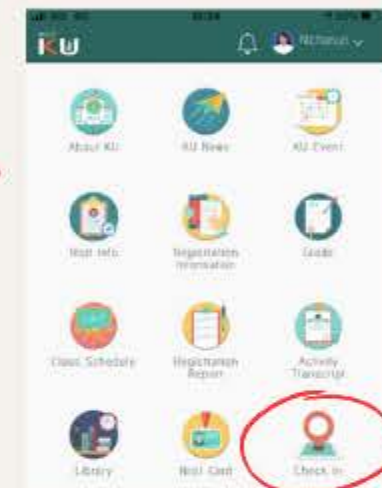 KU
About KU
KU News
KU Event
Nisit Info
Registration Information
Grade
Class Schedule
Registration Report
Activity Transcript
Library
Nisit Card
Check in